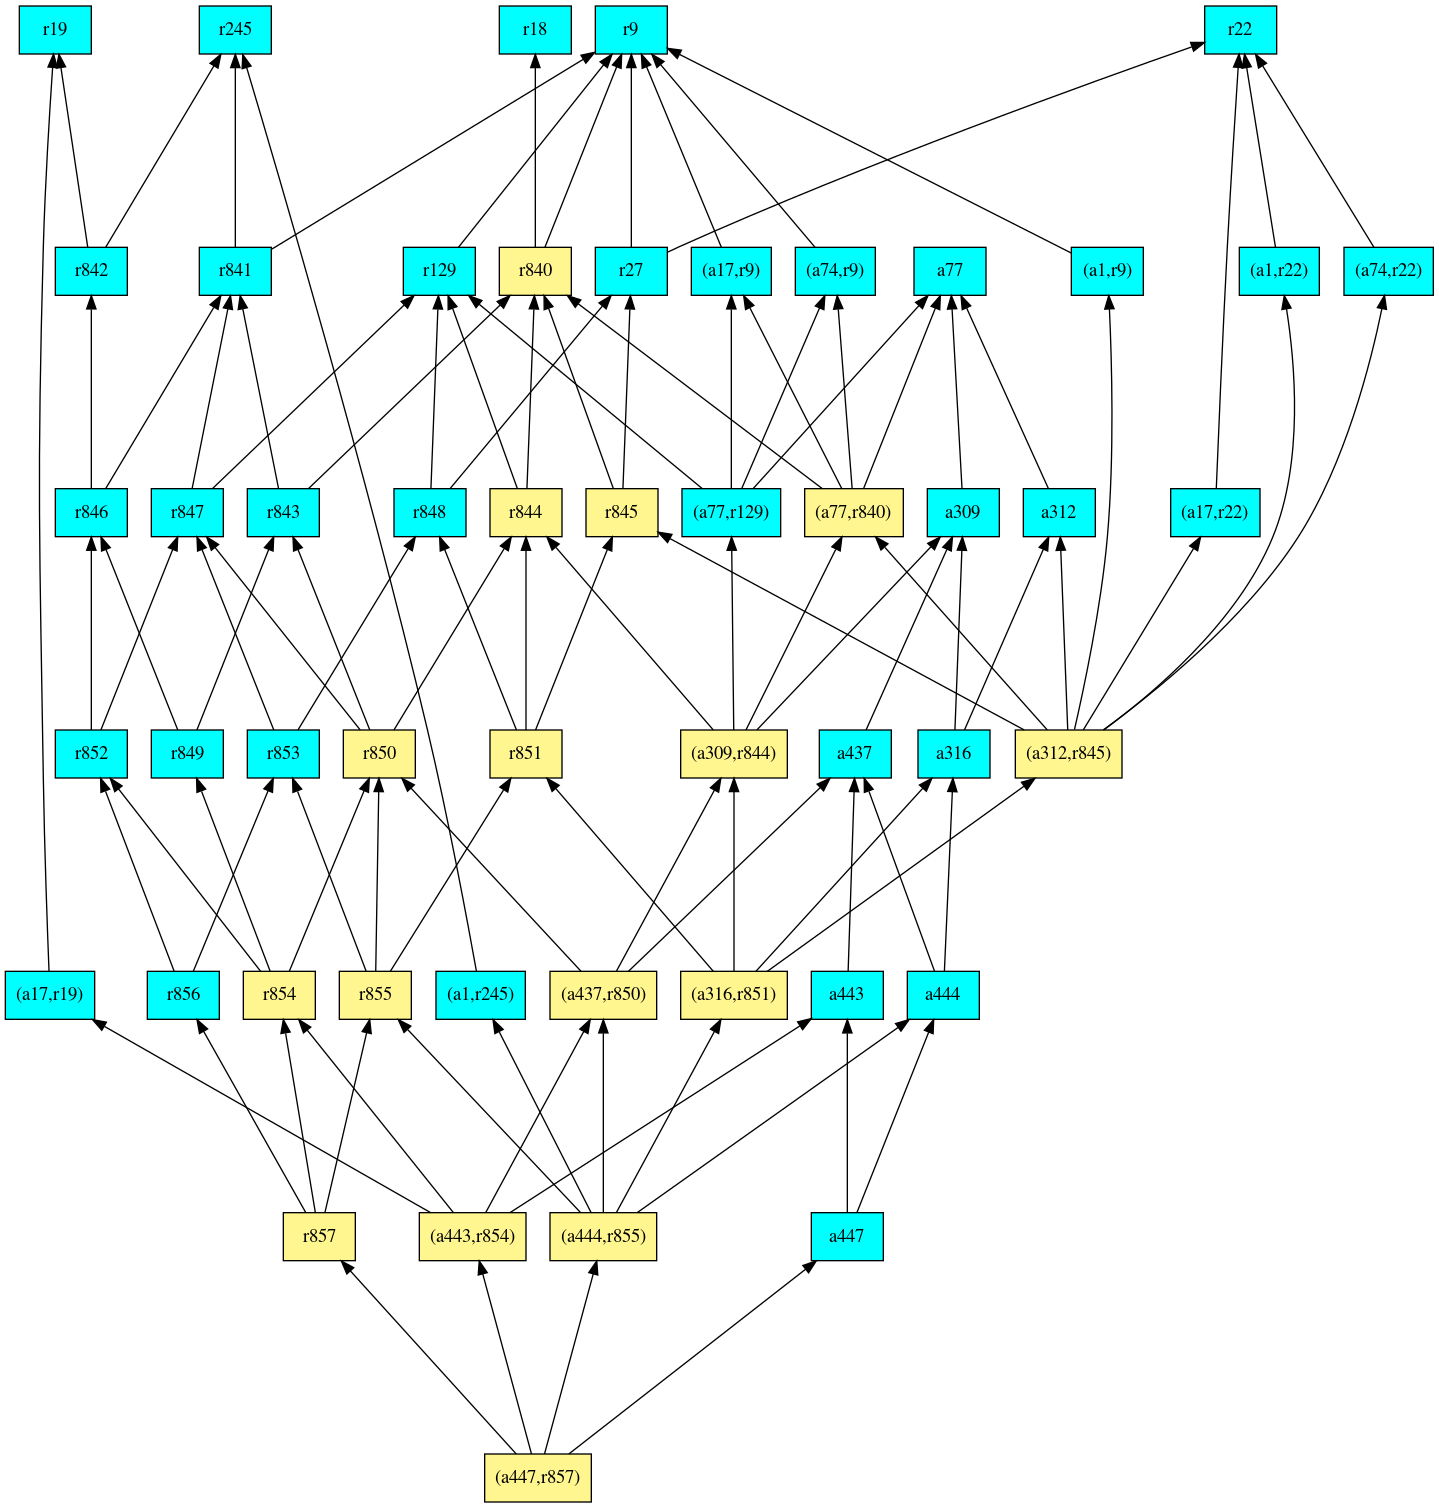 r19
r245
r18
r9
r22
r842
r841
r129
r840
r27
(a17,r9)
(a74,r9)
a77
(a1,r9)
(a1,r22)
(a74,r22)
r846
r847
r843
r848
r844
r845
(a77,r129)
(a77,r840)
a309
a312
(a17,r22)
r852
r849
r853
r850
r851
(a309,r844)
a437
a316
(a312,r845)
(a17,r19)
r856
r854
r855
(a1,r245)
(a437,r850)
(a316,r851)
a443
a444
r857
(a443,r854)
(a444,r855)
a447
(a447,r857)